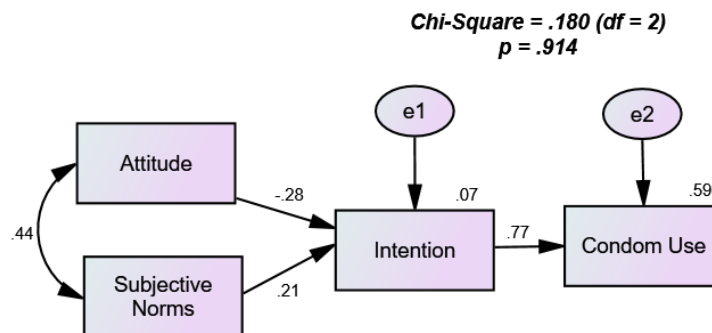 Chi-Square = .180 (df = 2)
p = .914
e1
e2
Attitude
-.28
.07
.59
.44
Intention
.77
Condom Use
Subjective
Norms
.21